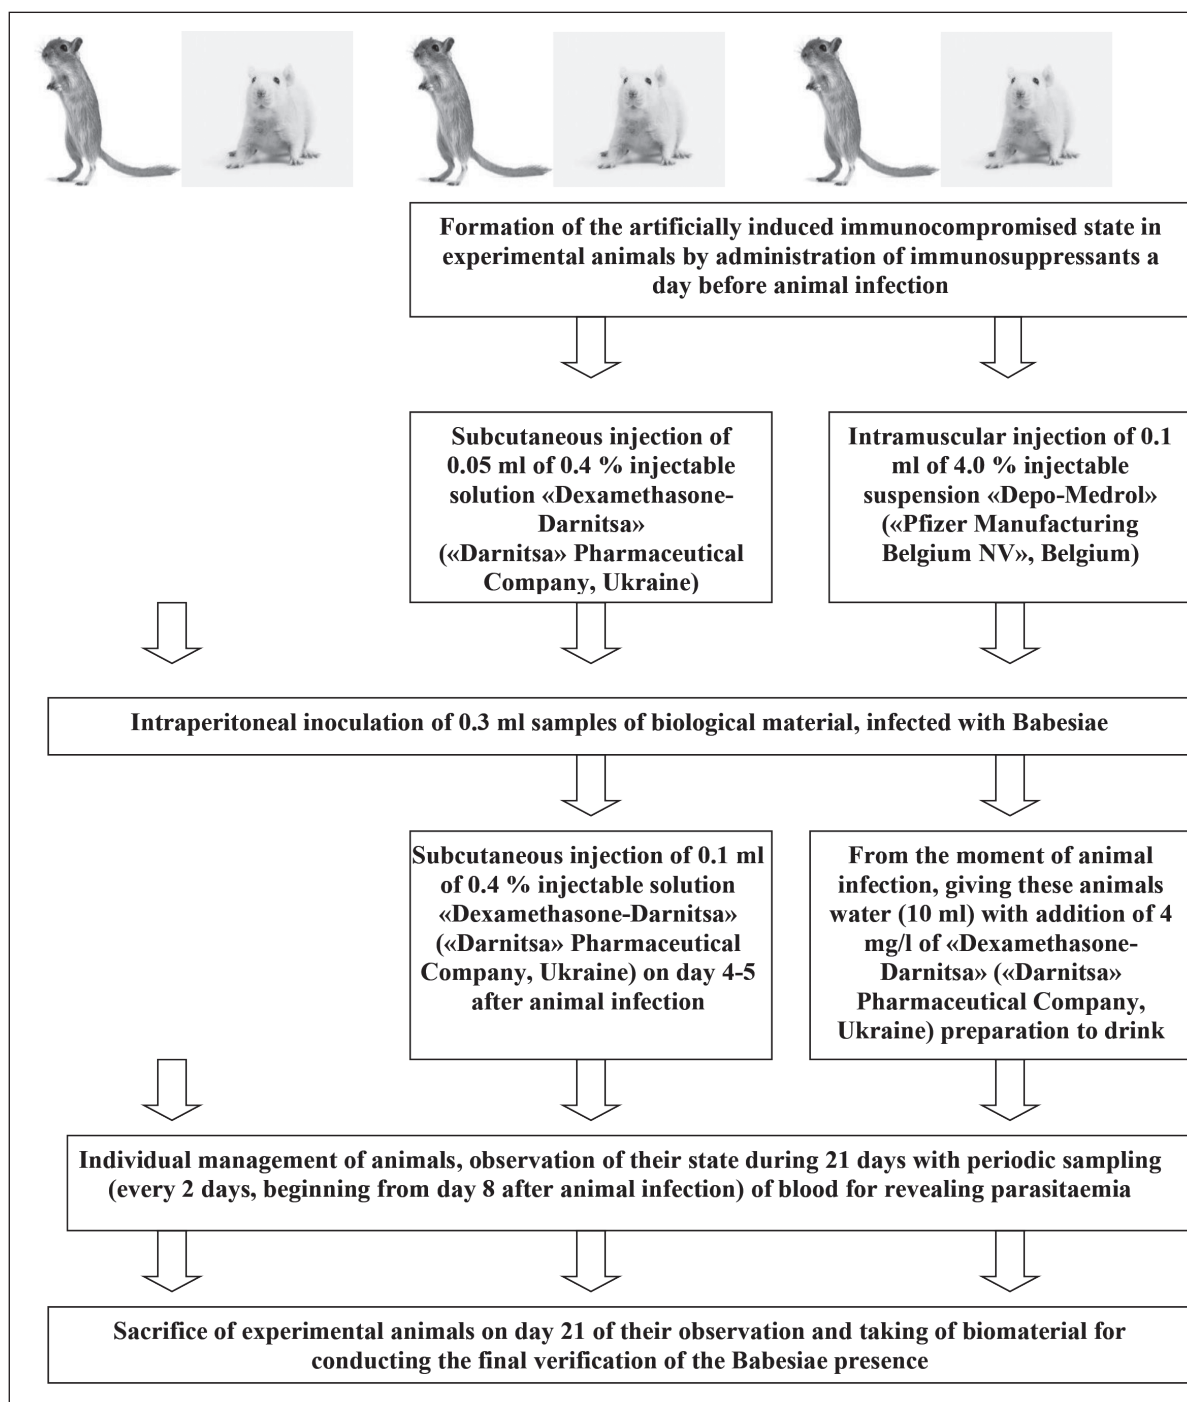 Formation of the artificially induced immunocompromised state in
experimental animals by administration of immunosuppressants a
day before animal infection
Subcutaneous injection of
0.05 ml of 0.4 % injectable
solution «Dexamethasone-
Darnitsa»
(«Darnitsa» Pharmaceutical
Company, Ukraine)
Intramuscular injection of 0.1
ml of 4.0 % injectable
suspension «Depo-Medrol»
(«Pfizer Manufacturing
Belgium NV», Belgium)
Intraperitoneal inoculation of 0.3 ml samples of biological material, infected with Babesiae
Subcutaneous injection of 0.1 ml
of 0.4 % injectable solution
«Dexamethasone-Darnitsa»
(«Darnitsa» Pharmaceutical
Company, Ukraine) on day 4-5
after animal infection
From the moment of animal
infection, giving these animals
water (10 ml) with addition of 4
mg/l of «Dexamethasone-
Darnitsa» («Darnitsa»
Pharmaceutical Company,
Ukraine) preparation to drink
Individual management of animals, observation of their state during 21 days with periodic sampling
(every 2 days, beginning from day 8 after animal infection) of blood for revealing parasitaemia
Sacrifice of experimental animals on day 21 of their observation and taking of biomaterial for
conducting the final verification of the Babesiae presence